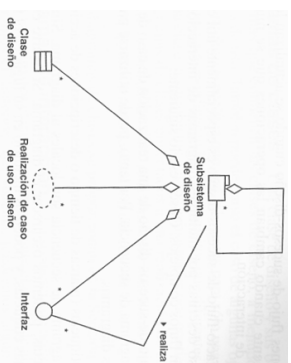 Subsistema
de diseño
realiza
Clase
de diseño
Realización de caso
de uso - diseño
Interfaz